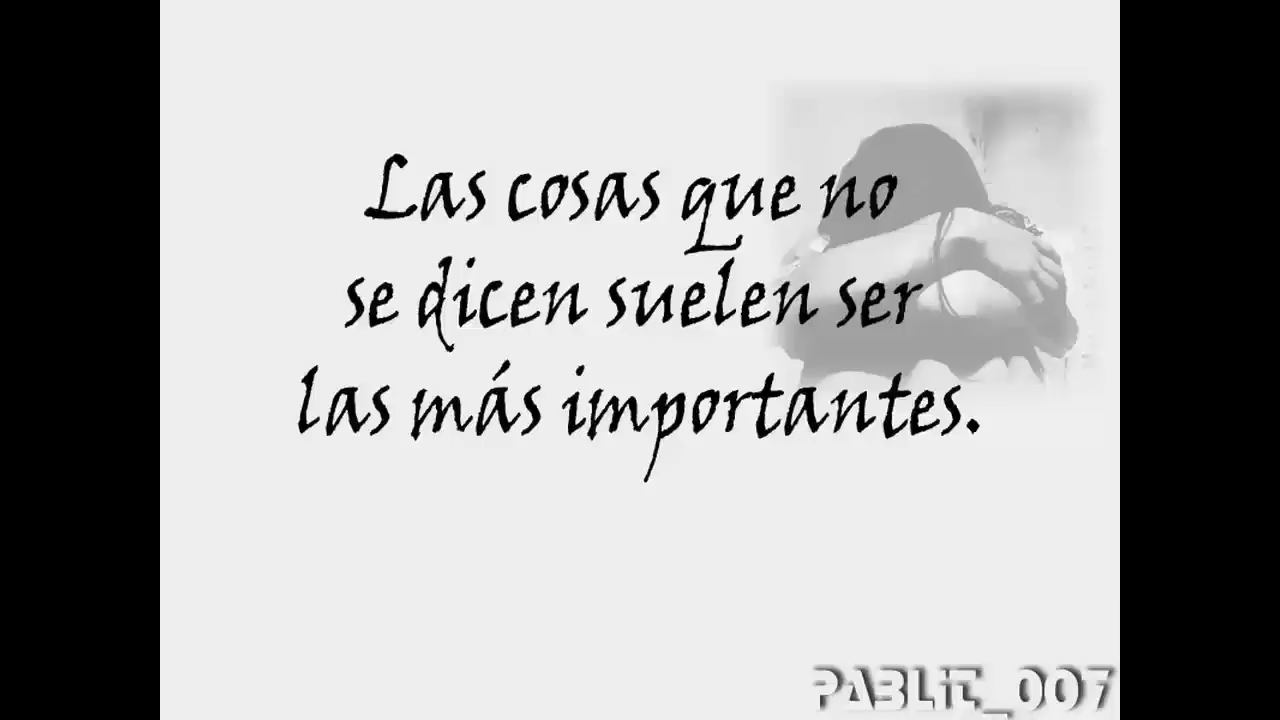 Las cosas que no
se dicen suelen ser
las más importantes.
PABLiT_007